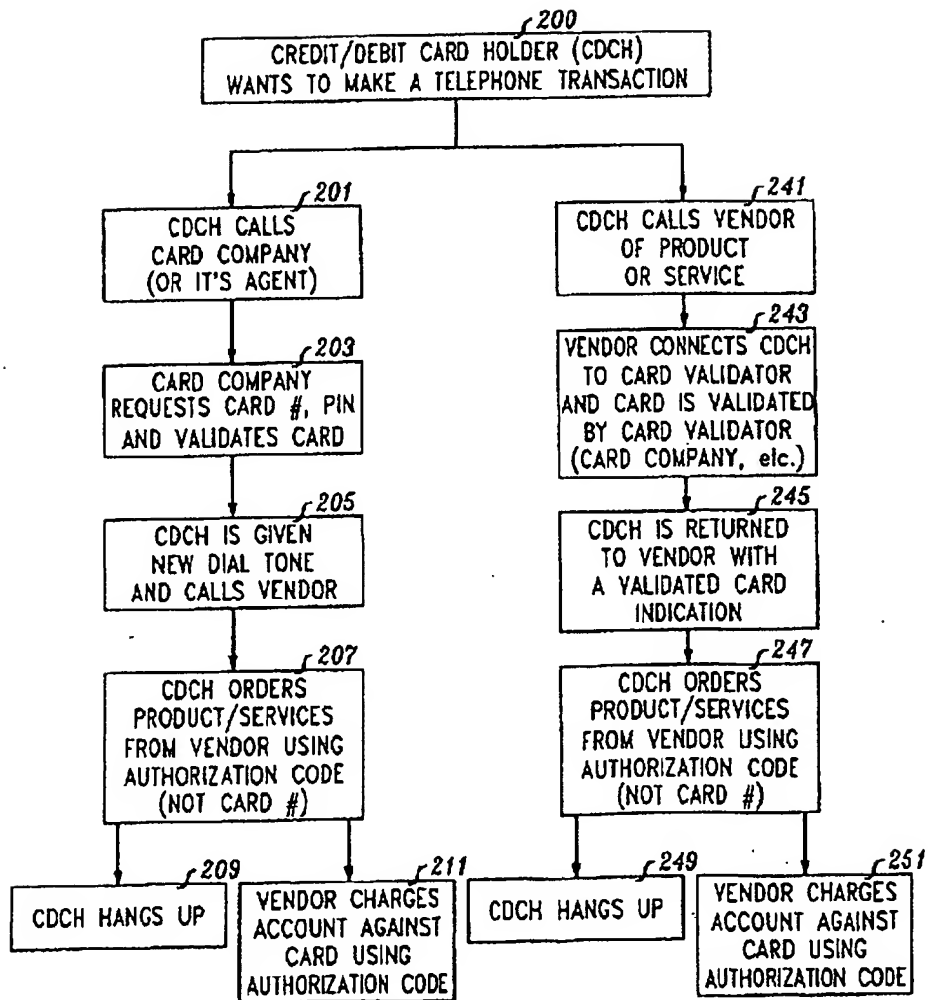 200
CREDIT/DEBIT CARD HOLDER (CDCH)
WANTS TO MAKE A TELEPHONE TRANSACTION
201
CDCH CALLS
CARD COMPANY
(OR IT'S AGENT)
203
CARD COMPANY
REQUESTS CARD #, PIN
AND VALIDATES CARD
205
CDCH IS GIVEN
NEW DIAL TONE
AND CALLS VENDOR
207
CDCH ORDERS
PRODUCT/SERVICES
FROM VENDOR USING
AUTHORIZATION CODE
(NOT CARD #)
209
CDCH HANGS UP
211
VENDOR CHARGES
ACCOUNT AGAINST
CARD USING
AUTHORIZATION CODE
241
CDCH CALLS VENDOR
OF PRODUCT
OR SERVICE
243
VENDOR CONNECTS CDCH
TO CARD VALIDATOR
AND CARD IS VALIDATED
BY CARD VALIDATOR
(CARD COMPANY, etc.)
245
CDCH IS RETURNED
TO VENDOR WITH
A VALIDATED CARD
INDICATION
247
CDCH ORDERS
PRODUCT/SERVICES
FROM VENDOR USING
AUTHORIZATION CODE
(NOT CARD #)
249
CDCH HANGS UP
251
VENDOR CHARGES
ACCOUNT AGAINST
CARD USING
AUTHORIZATION CODE